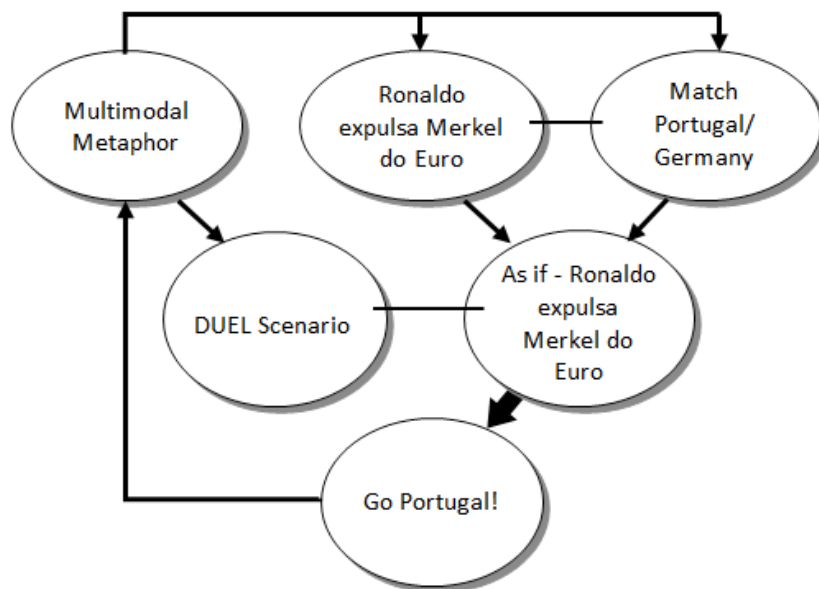 Multimodal
Metaphor
Ronaldo
expulsa Merkel
do Euro
Match
Portugal/
Germany
DUEL Scenario
As if - Ronaldo
expulsa
Merkel do
Euro
Go Portugal!